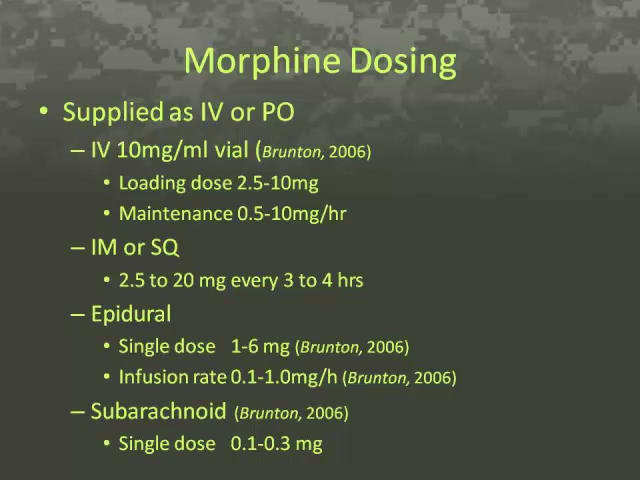 Morphine Dosing
• Supplied as IV or PO
– IV 10mg/ml vial (Brunton, 2006)
• Loading dose 2.5-10mg
• Maintenance 0.5-10mg/hr
– IM or SQ
• 2.5 to 20 mg every 3 to 4 hrs
– Epidural
• Single dose 1-6 mg (Brunton, 2006)
• Infusion rate 0.1-1.0mg/h (Brunton, 2006)
– Subarachnoid (Brunton, 2006)
• Single dose 0.1-0.3 mg